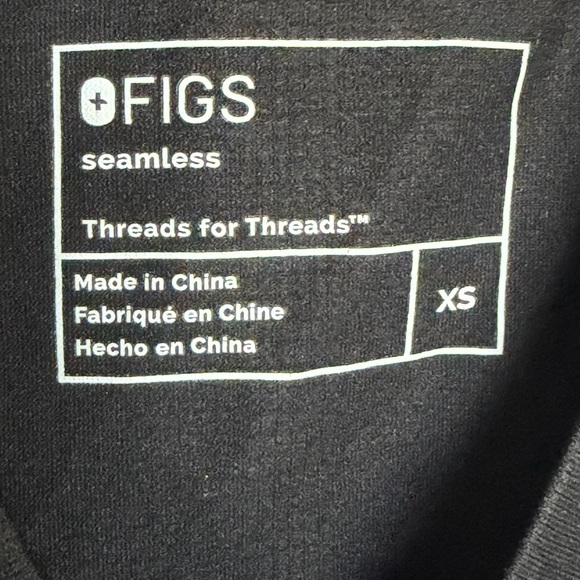 FIGS
seamless
Threads for Threads™
Made in China
Fabriqué en Chine
Hecho en China
XS